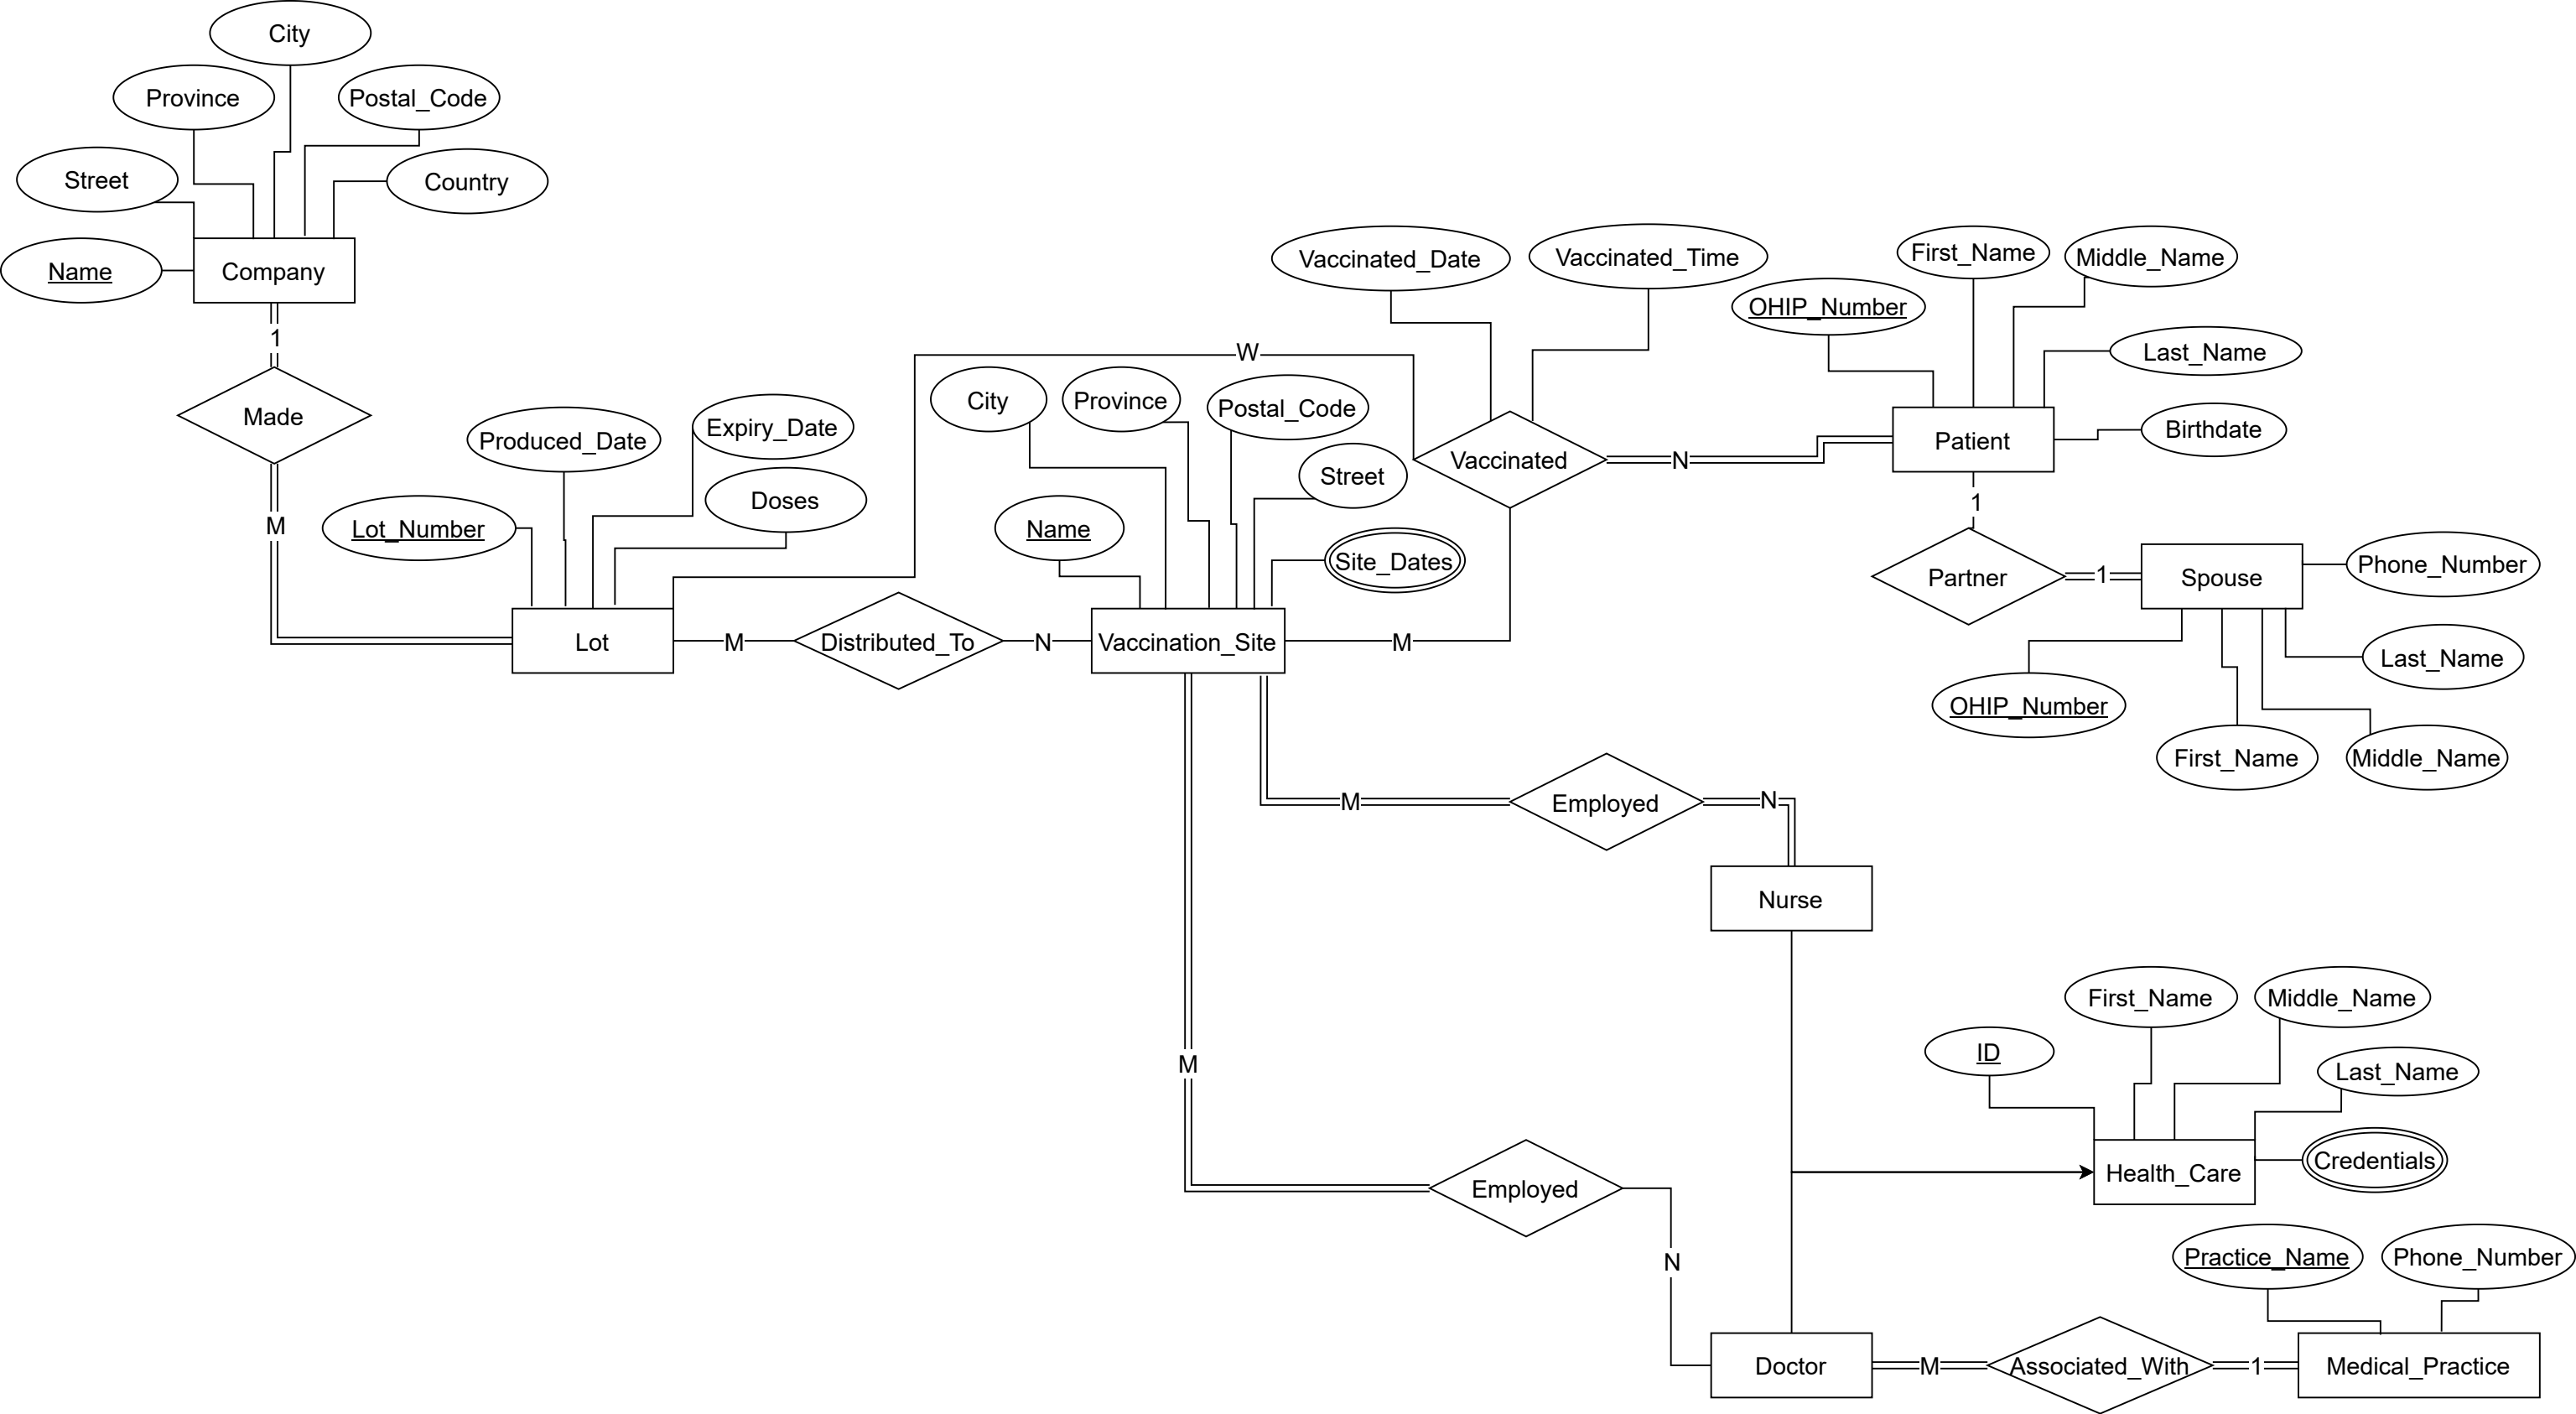 City
Province
Postal_Code
Street
Country
Name
Company
1
Made
M
Lot_Number
Produced_Date
Expiry_Date
Doses
Lot
M
Distributed_To
N
W
City
Province
Postal_Code
Street
Name
Site_Dates
Vaccination_Site
M
Vaccinated_Date
Vaccinated_Time
Vaccinated
N
OHIP_Number
First_Name
Middle_Name
Last_Name
Birthdate
Patient
1
Partner
1
Spouse
Phone_Number
Last_Name
OHIP_Number
First_Name
Middle_Name
M
Employed
N
Nurse
M
Employed
N
First_Name
Middle_Name
ID
Last_Name
Credentials
Health_Care
Practice_Name
Phone_Number
Doctor
M
Associated_With
1
Medical_Practice